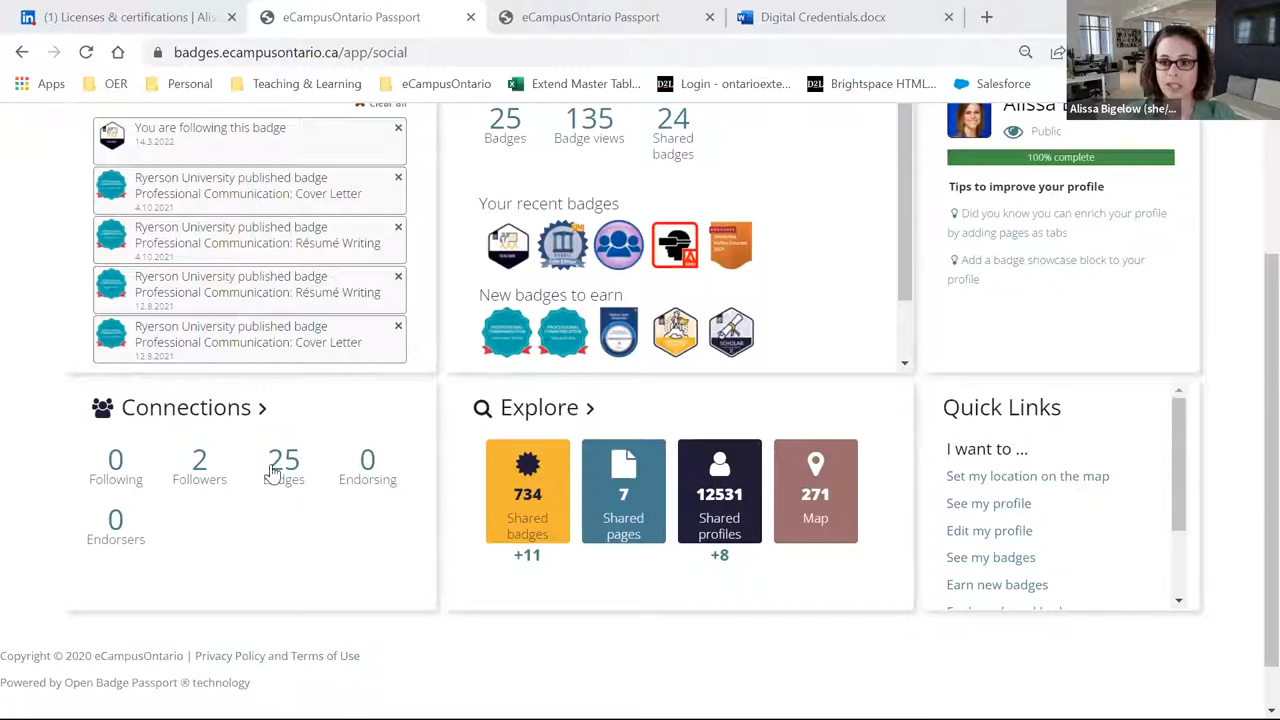 (1) Licenses & certifications | Alis
eCampusOntario Passport
eCampusOntario Passport
Digital Credentials.docx
badges.ecampusontario.ca/app/social
Apps
OER
Personal
Teaching & Learning
eCampusOntario
Extend Master Tabl...
Login - ontarioexte...
Brightspace HTML...
Salesforce
Alissa Bigelow (she/...
Clear all
You are following this badge
14.3.2022
Ryerson University published badge
Professional Communication: Cover Letter
4.10.2021
Ryerson University published badge
Professional Communication: Résumé Writing
4.10.2021
Ryerson University published badge
Professional Communication: Résumé Writing
12.8.2021
Ryerson University published badge
Professional Communication: Cover Letter
12.8.2021
25
Badges
135
Badge views
24
Shared
badges
Your recent badges
New badges to earn
SCHOLAR
Alissa
Public
100% complete
Tips to improve your profile
Did you know you can enrich your profile
by adding pages as tabs
Add a badge showcase block to your
profile
Connections
0
Following
2
Followers
25
0
Endorsing
0
Endorsers
Explore
734
Shared
badges
+11
7
Shared
pages
12531
Shared
profiles
+8
271
Map
Quick Links
I want to ...
Set my location on the map
See my profile
Edit my profile
See my badges
Earn new badges
Copyright © 2020 eCampusOntario | Privacy Policy and Terms of Use
Powered by Open Badge Passport ® technology